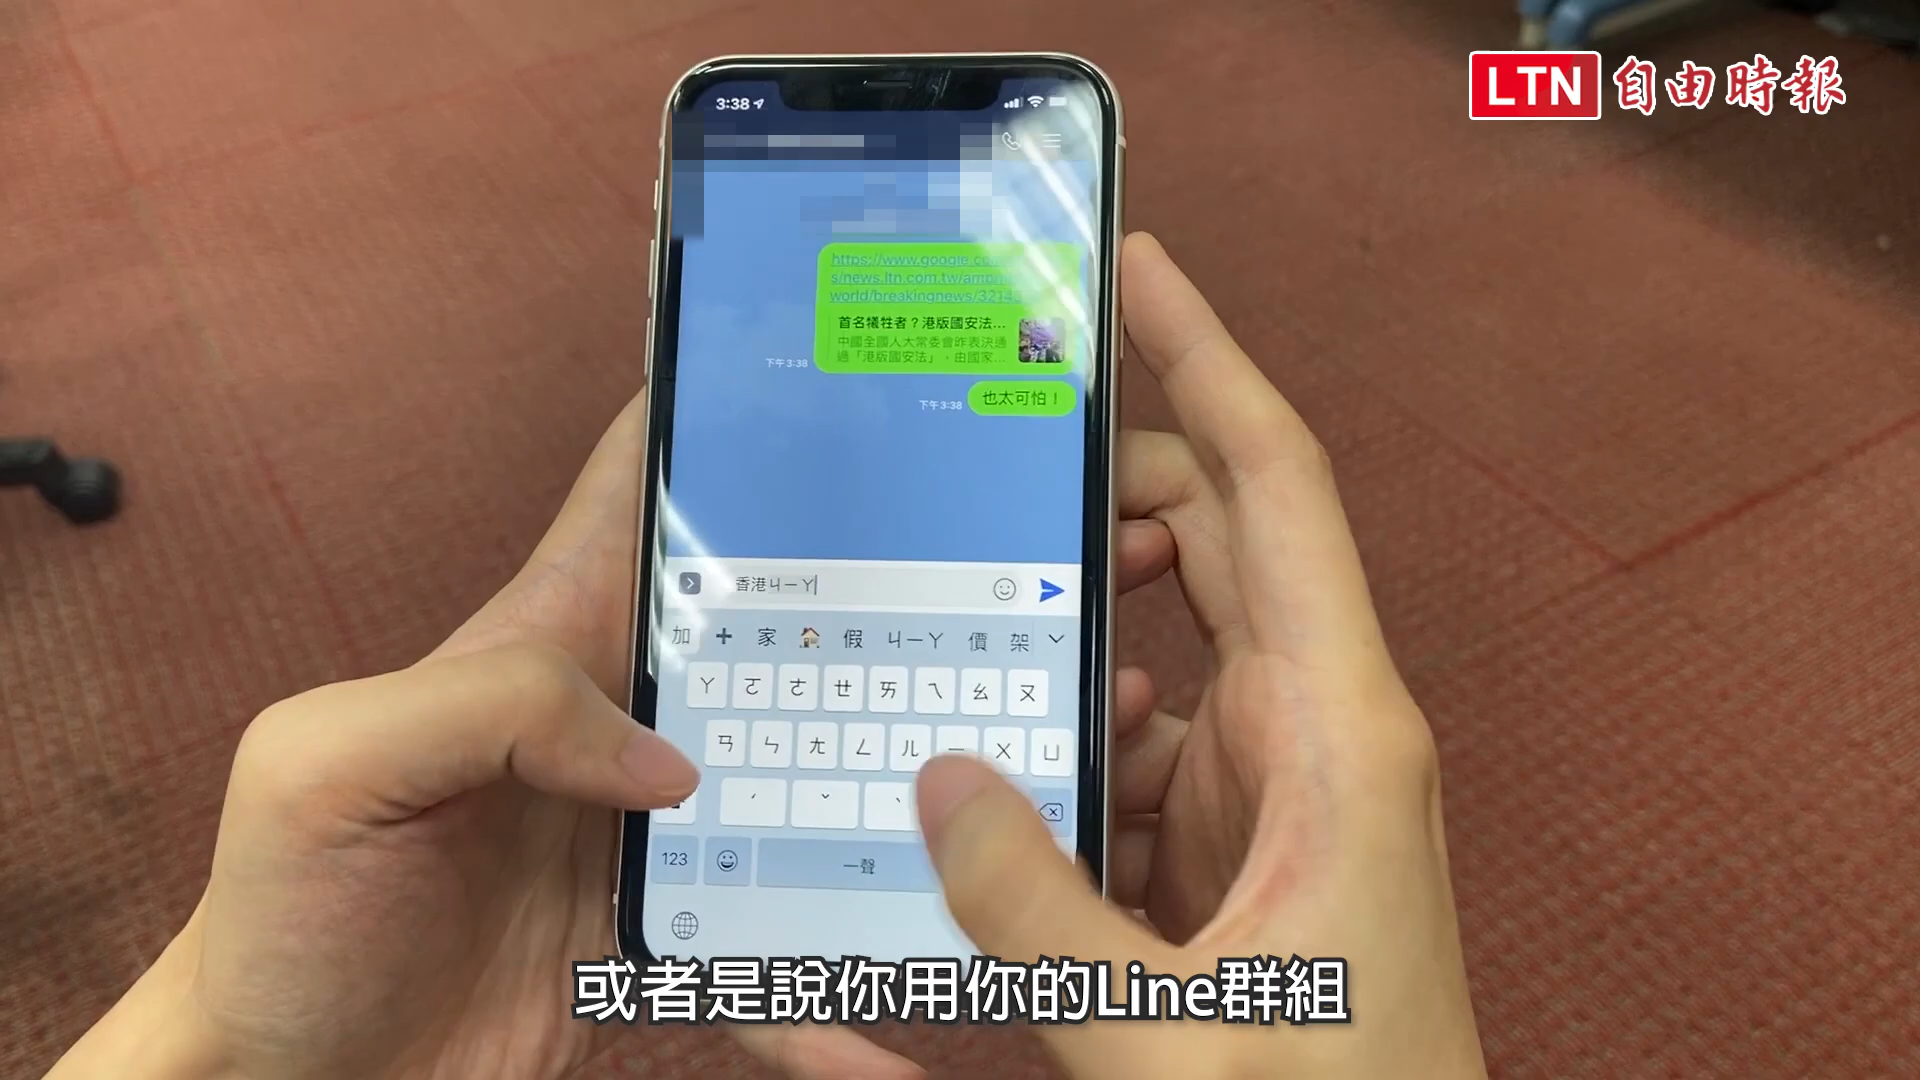 LTN 自由時報
3:38
https://www.google.co
s/news.ltn.com.tw/amp
world/breakingnews/3214
首名犧牲者？港版國安法...
中國全國人大常委會昨表決通
過「港版國安法」，由國家...
下午3:38
也太可怕！
下午3:38
香港ㄐㄧㄚ
加 家 假 ㄐㄧㄚ 價 架
ㄚ ㄛ ㄜ ㄝ ㄞ ㄟ ㄠ ㄡ
ㄢ ㄣ ㄤ ㄥ ㄦ ㄧ ㄨ ㄩ
ˊ ˇ ˋ
123 一聲
或者是說你用你的Line群組